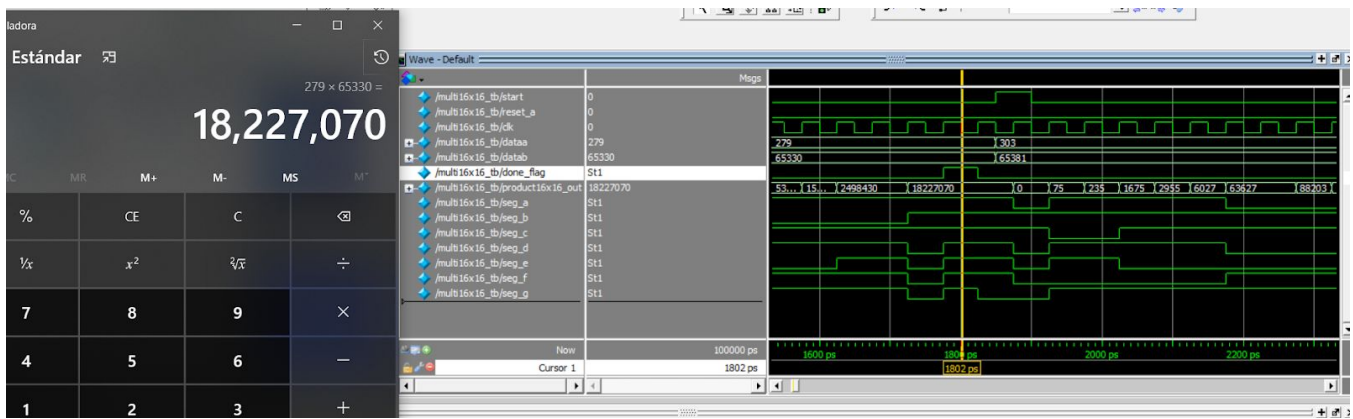 ladora
Estándar
279 × 65330 =
18,227,070
MR M+ M- MS M˅
% CE C
¹/x x² ²√x ÷
7 8 9 ×
4 5 6 −
1 2 3 +
Wave - Default
Msgs
/multi16x16_tb/start 0
/multi16x16_tb/reset_a 0
/multi16x16_tb/clk 0
/multi16x16_tb/dataa 279 279 303
/multi16x16_tb/datab 65330 65330 65381
/multi16x16_tb/done_flag St1
/multi16x16_tb/product16x16_out 18227070 53... 15... 2498430 18227070 0 75 235 1675 2955 6027 63627 88203
/multi16x16_tb/seg_a St1
/multi16x16_tb/seg_b St1
/multi16x16_tb/seg_c St1
/multi16x16_tb/seg_d St1
/multi16x16_tb/seg_e St1
/multi16x16_tb/seg_f St1
/multi16x16_tb/seg_g St1
Now 100000 ps 1600 ps 1800 ps 2000 ps 2200 ps
Cursor 1 1802 ps 1802 ps